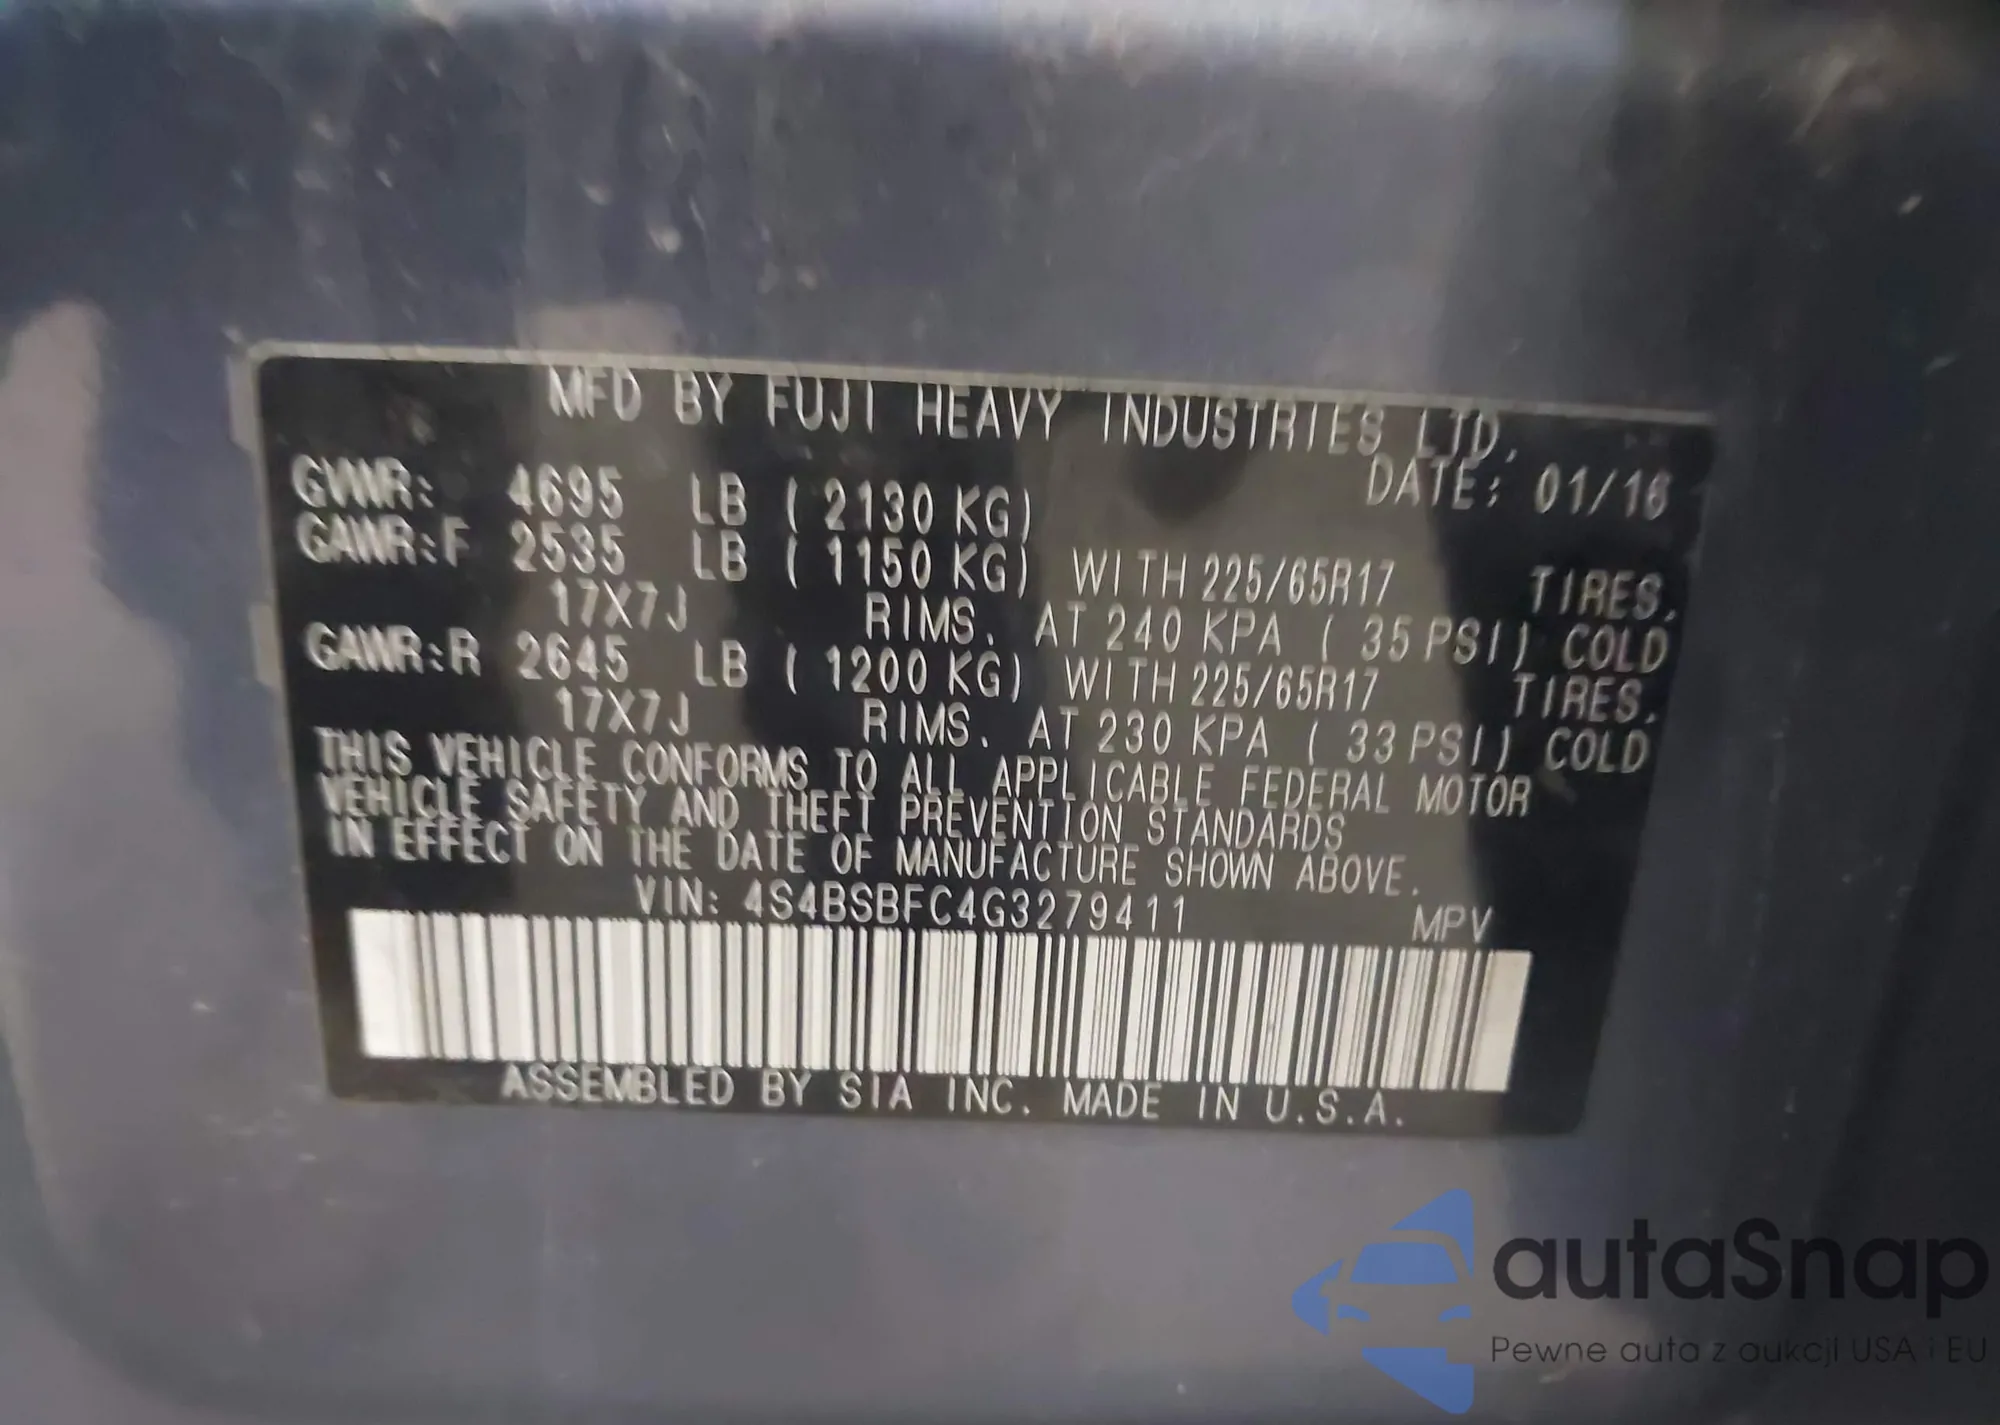 MFD BY FUJI HEAVY INDUSTRIES LTD.
DATE: 01/16
GVWR: 4695 LB ( 2130 KG)
GAWR:F 2535 LB ( 1150 KG) WITH 225/65R17 TIRES.
17X7J RIMS. AT 240 KPA ( 35 PSI) COLD
GAWR:R 2645 LB ( 1200 KG) WITH 225/65R17 TIRES.
17X7J RIMS. AT 230 KPA ( 33 PSI) COLD
THIS VEHICLE CONFORMS TO ALL APPLICABLE FEDERAL MOTOR
VEHICLE SAFETY AND THEFT PREVENTION STANDARDS
IN EFFECT ON THE DATE OF MANUFACTURE SHOWN ABOVE.
VIN: 4S4BSBFC4G3279411 MPV
ASSEMBLED BY SIA INC. MADE IN U.S.A.
autaSnap
Pewne auta z aukcji USA i EU